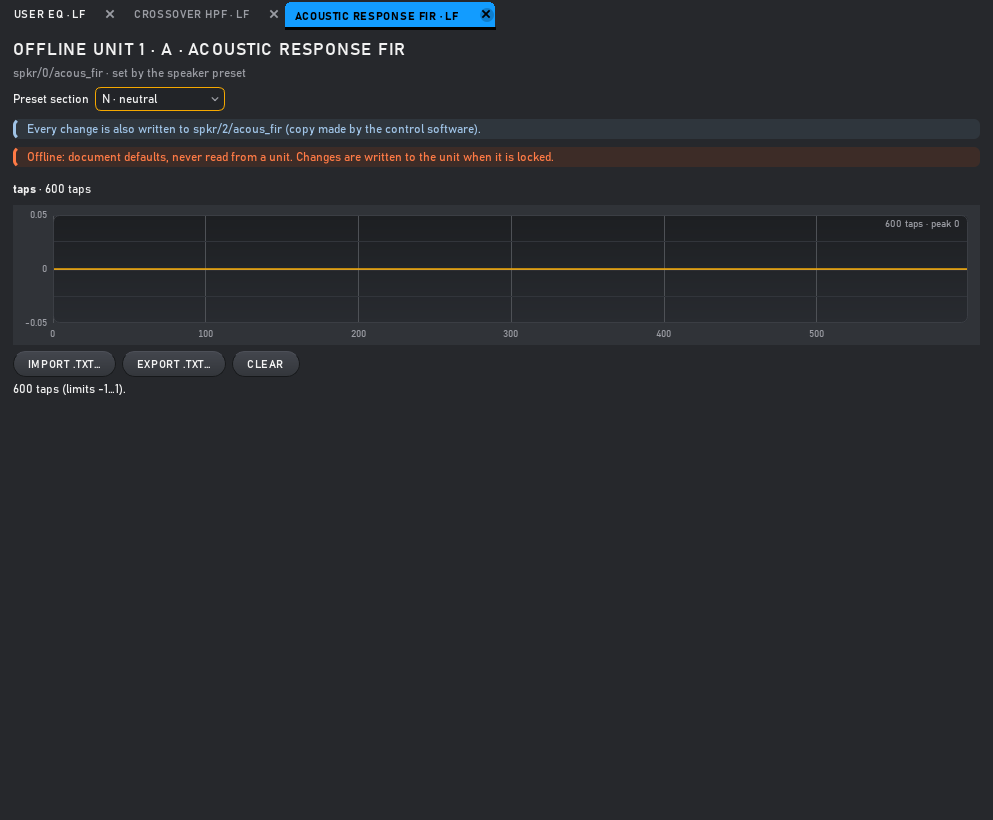 USER EQ · LF
CROSSOVER HPF · LF
ACOUSTIC RESPONSE FIR · LF
OFFLINE UNIT 1 · A · ACOUSTIC RESPONSE FIR
spkr/0/acous_fir · set by the speaker preset
Preset section N · neutral
Every change is also written to spkr/2/acous_fir (copy made by the control software).
Offline: document defaults, never read from a unit. Changes are written to the unit when it is locked.
taps · 600 taps
600 taps · peak 0
0.05
0
-0.05
0 100 200 300 400 500
IMPORT .TXT… EXPORT .TXT… CLEAR
600 taps (limits -1…1).